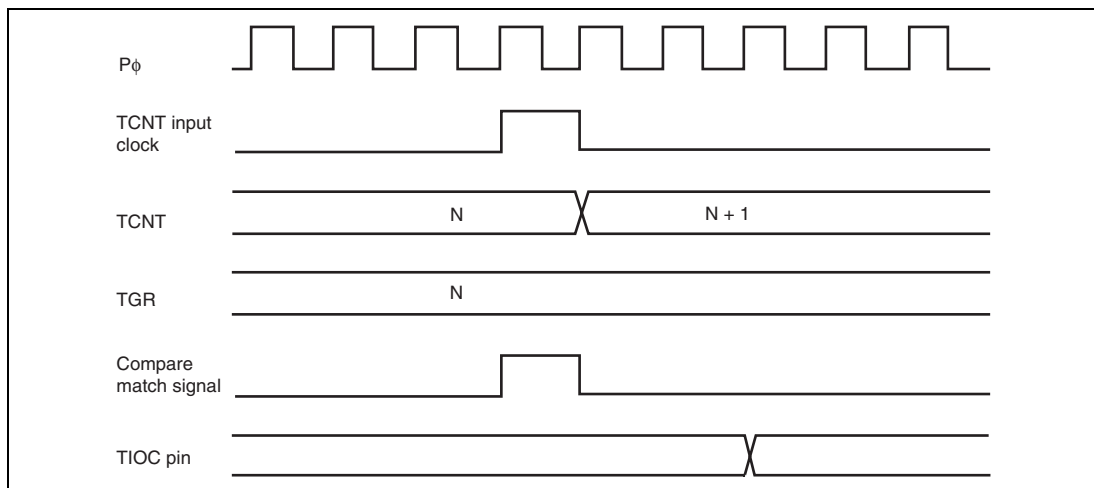 Pϕ
TCNT input
clock
TCNT
N
N + 1
TGR
N
Compare
match signal
TIOC pin